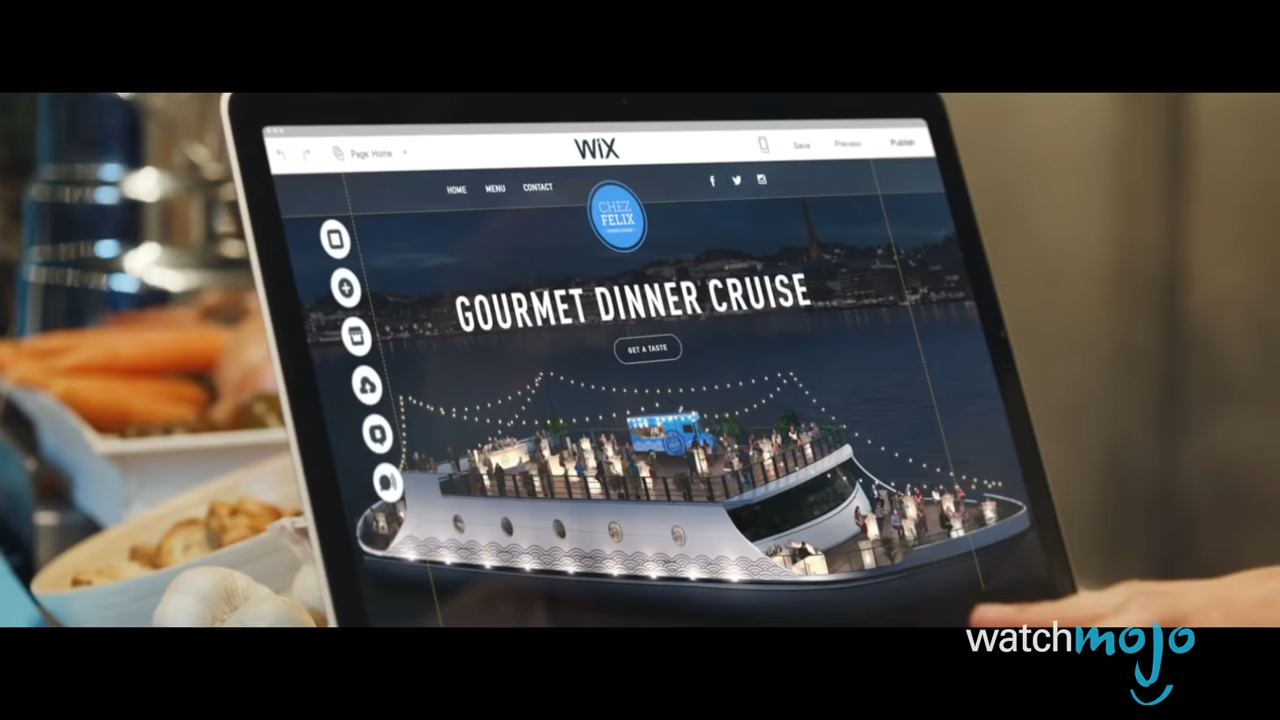 WiX
Page: Home
Save
Preview
Publish
HOME
MENU
CONTACT
CHEZ
FELIX
GOURMET DINNER CRUISE
GET A TASTE
watchmojo